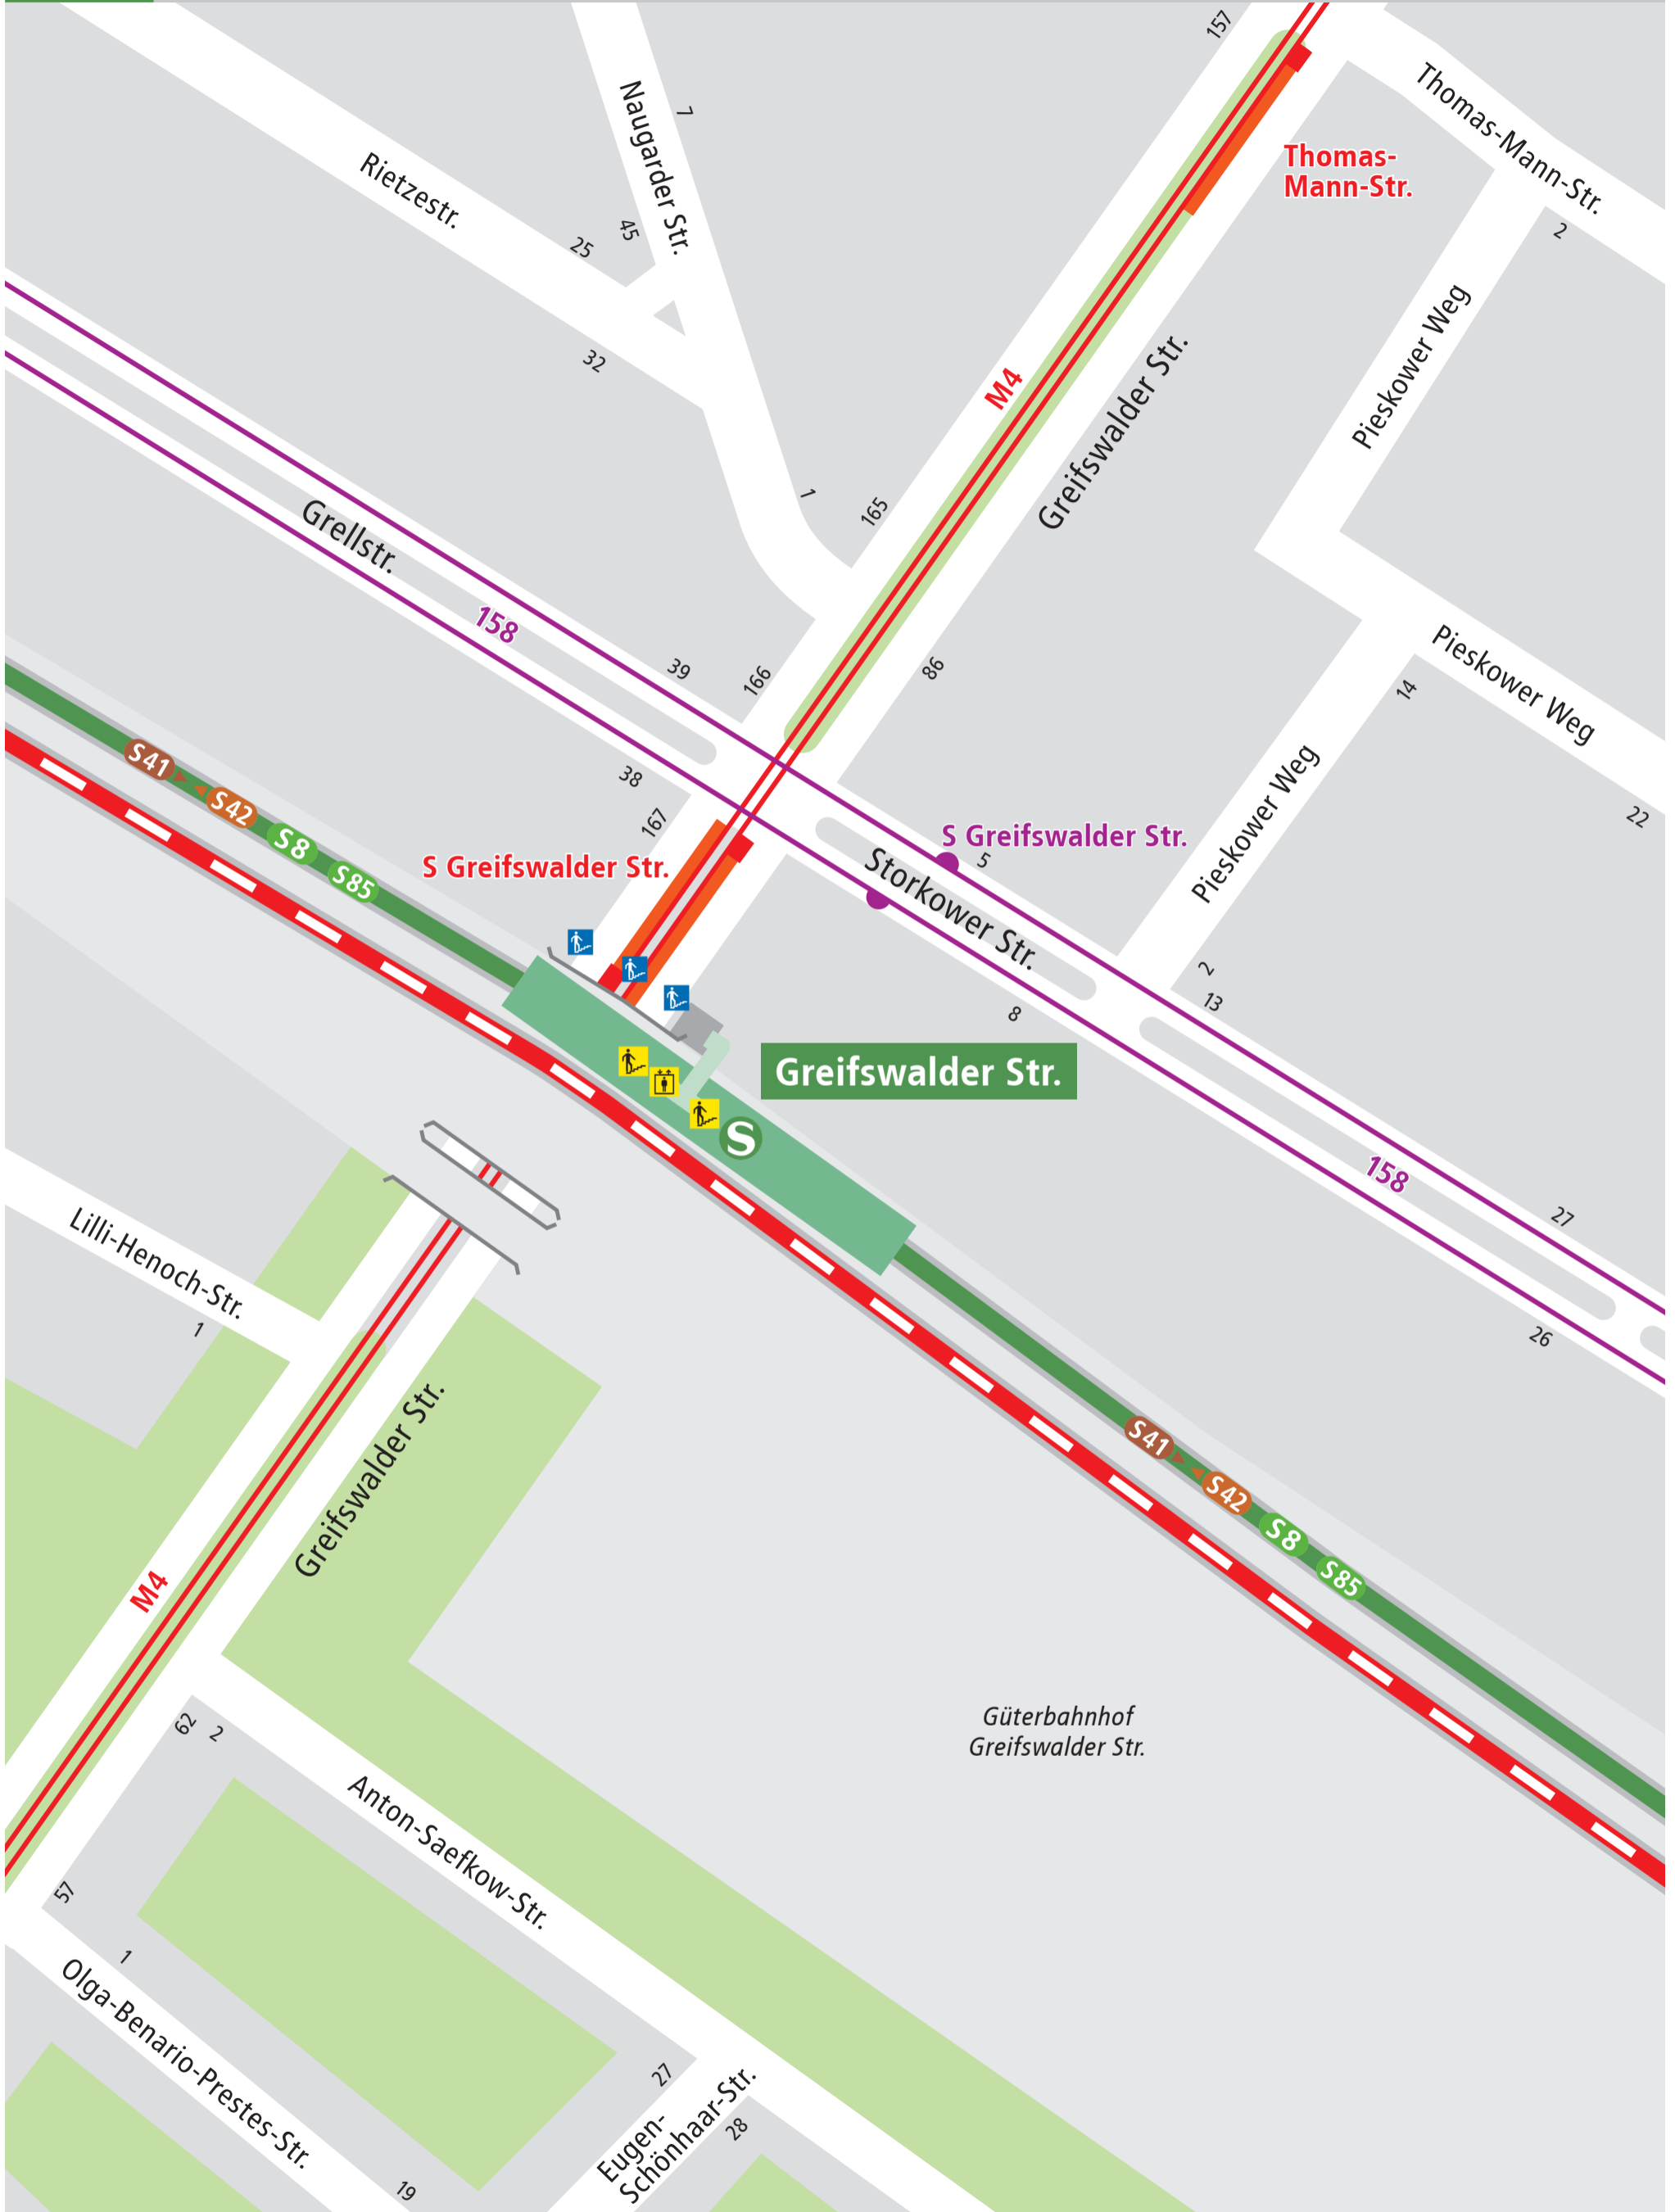 157
Thomas-Mann-Str.
Naugarder Str.
7
Thomas-
Mann-Str.
Rietzestr.
45
25
2
32
M4
Greifswalder Str.
Pieskower Weg
1
165
Grellstr.
158
39
166
86
Pieskower Weg
14
S41
S42
S8
S85
38
167
S Greifswalder Str.
S Greifswalder Str.
5
Storkower Str.
Pieskower Weg
22
2
13
8
Greifswalder Str.
S
158
27
26
Lilli-Henoch-Str.
1
Greifswalder Str.
M4
S41
S42
S8
S85
Güterbahnhof
Greifswalder Str.
62
2
Anton-Saefkow-Str.
57
1
Olga-Benario-Prestes-Str.
19
27
Eugen-
Schönhaar-Str.
28